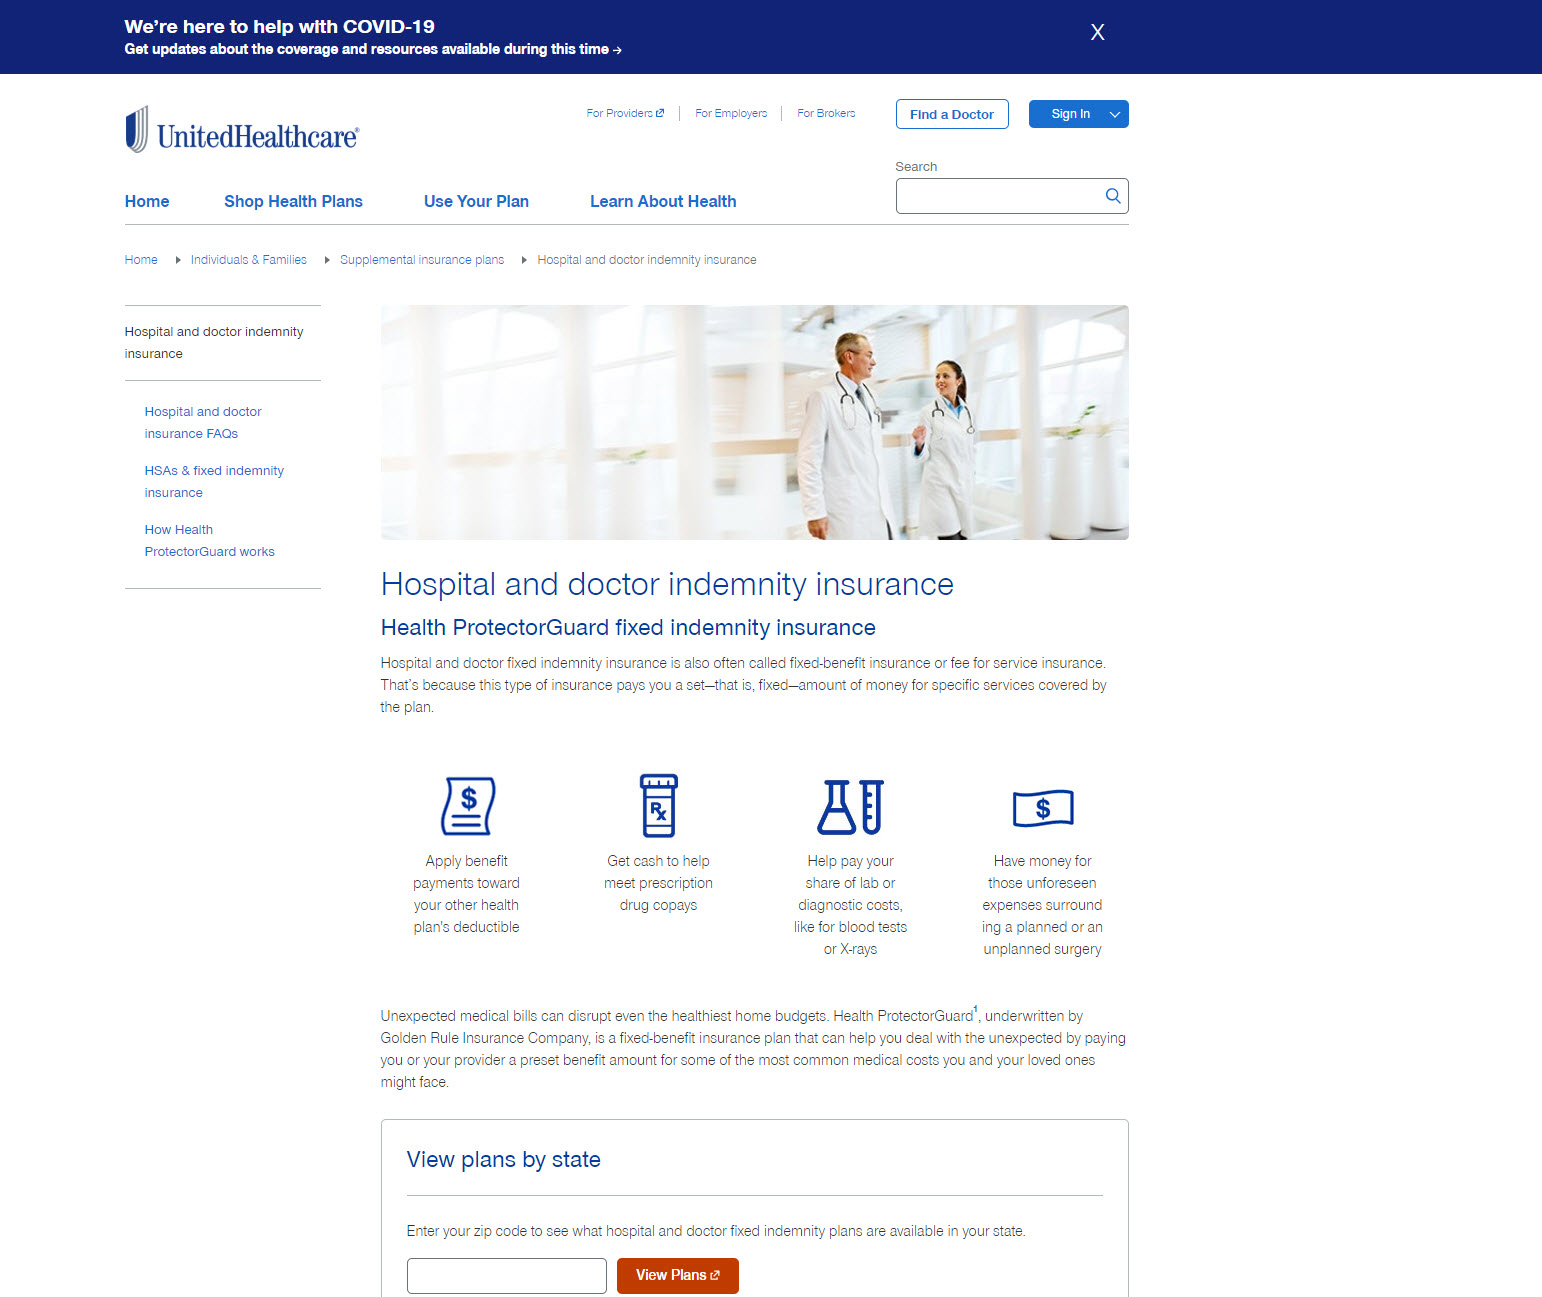 We're here to help with COVID-19
Get updates about the coverage and resources available during this time →
X
UnitedHealthcare®
For Providers
For Employers
For Brokers
Find a Doctor
Sign In
Search
Home
Shop Health Plans
Use Your Plan
Learn About Health
Home
Individuals & Families
Supplemental insurance plans
Hospital and doctor indemnity insurance
Hospital and doctor indemnity
insurance
Hospital and doctor
insurance FAQs
HSAs & fixed indemnity
insurance
How Health
ProtectorGuard works
Hospital and doctor indemnity insurance
Health ProtectorGuard fixed indemnity insurance
Hospital and doctor fixed indemnity insurance is also often called fixed-benefit insurance or fee for service insurance.
That's because this type of insurance pays you a set—that is, fixed—amount of money for specific services covered by
the plan.
$
Rx
$
Apply benefit
payments toward
your other health
plan's deductible
Get cash to help
meet prescription
drug copays
Help pay your
share of lab or
diagnostic costs,
like for blood tests
or X-rays
Have money for
those unforeseen
expenses surround
ing a planned or an
unplanned surgery
Unexpected medical bills can disrupt even the healthiest home budgets. Health ProtectorGuard¹, underwritten by
Golden Rule Insurance Company, is a fixed-benefit insurance plan that can help you deal with the unexpected by paying
you or your provider a preset benefit amount for some of the most common medical costs you and your loved ones
might face.
View plans by state
Enter your zip code to see what hospital and doctor fixed indemnity plans are available in your state.
View Plans